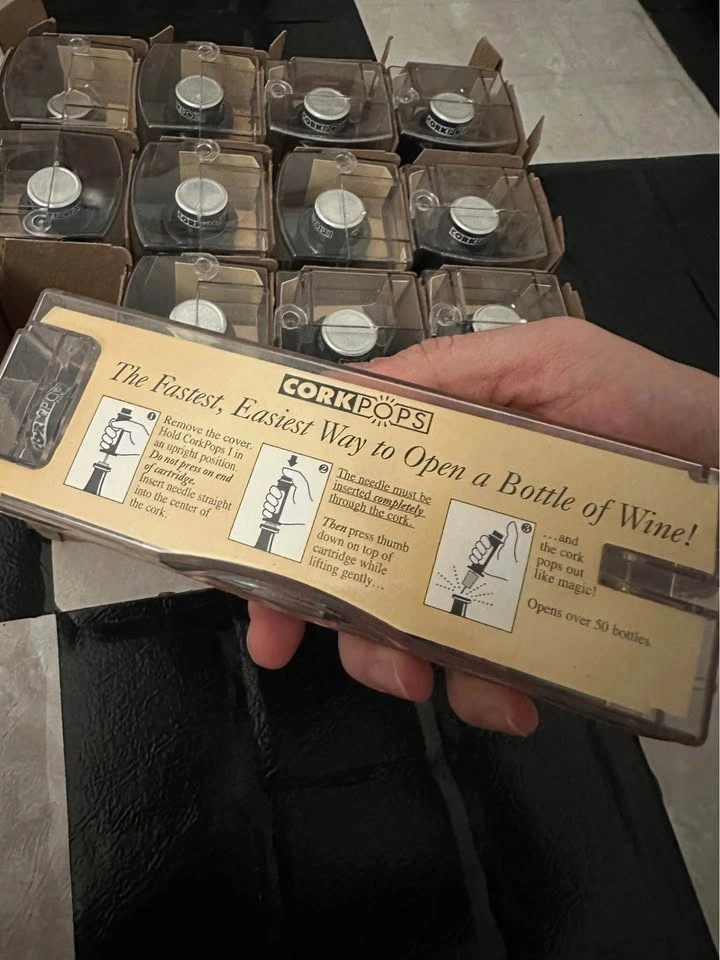 CORKPOPS
The Fastest, Easiest Way to Open a Bottle of Wine!
1
Remove the cover.
Hold CorkPops I in
an upright position.
Do not press on end
of cartridge.
Insert needle straight
into the center of
the cork.
2
The needle must be
inserted completely
through the cork.
Then press thumb
down on top of
cartridge while
lifting gently...
3
...and
the cork
pops out
like magic!
Opens over 50 bottles.